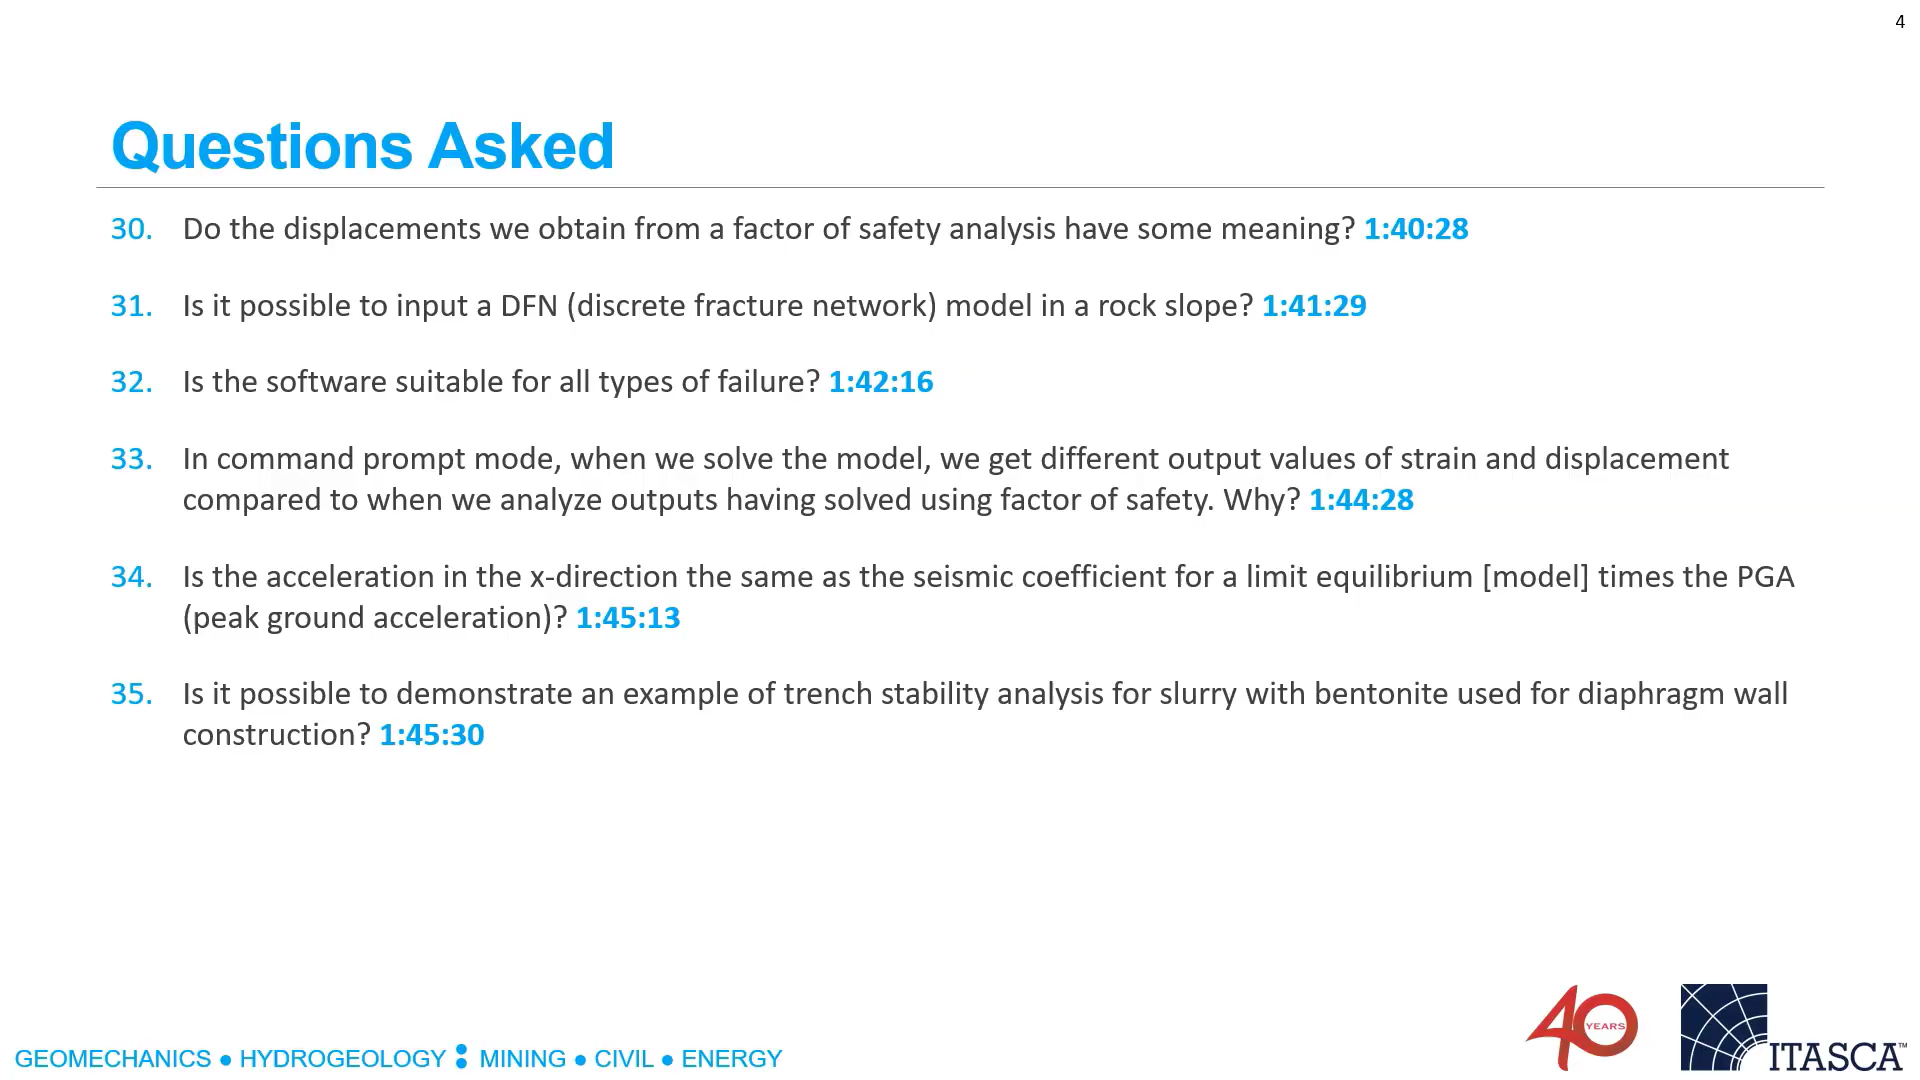 4
Questions Asked
30. Do the displacements we obtain from a factor of safety analysis have some meaning? 1:40:28
31. Is it possible to input a DFN (discrete fracture network) model in a rock slope? 1:41:29
32. Is the software suitable for all types of failure? 1:42:16
33. In command prompt mode, when we solve the model, we get different output values of strain and displacement
compared to when we analyze outputs having solved using factor of safety. Why? 1:44:28
34. Is the acceleration in the x-direction the same as the seismic coefficient for a limit equilibrium [model] times the PGA
(peak ground acceleration)? 1:45:13
35. Is it possible to demonstrate an example of trench stability analysis for slurry with bentonite used for diaphragm wall
construction? 1:45:30
40 YEARS
ITASCA™
GEOMECHANICS ● HYDROGEOLOGY : MINING ● CIVIL ● ENERGY